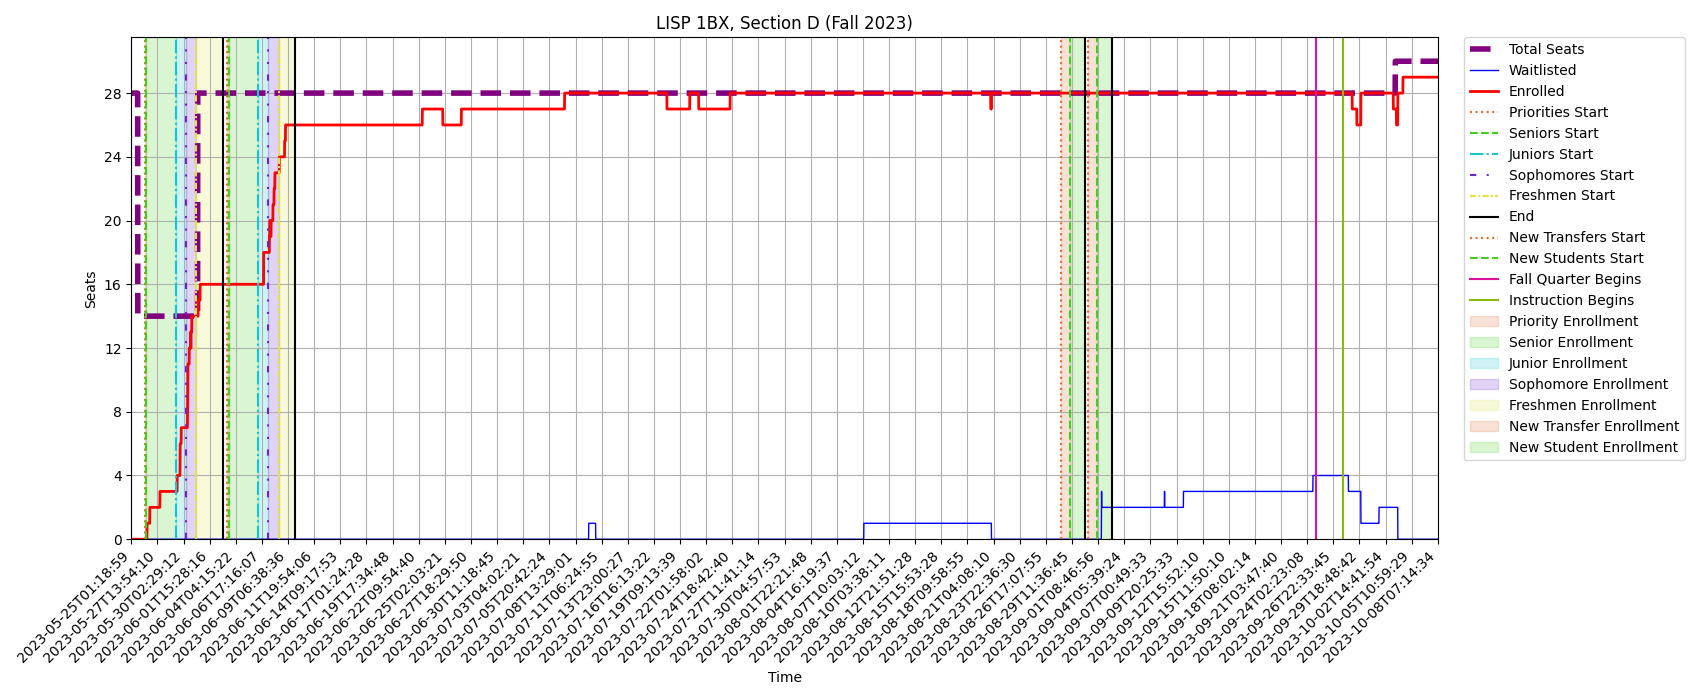 LISP 1BX, Section D (Fall 2023)
Seats
28
24
20
16
12
8
4
0
2023-05-25T01:18:59
2023-05-27T13:54:10
2023-05-30T02:29:12
2023-06-01T15:28:16
2023-06-04T04:15:22
2023-06-06T17:16:07
2023-06-09T06:38:36
2023-06-11T19:54:06
2023-06-14T09:17:53
2023-06-17T01:24:28
2023-06-19T17:34:48
2023-06-22T09:54:40
2023-06-25T02:03:21
2023-06-27T18:29:50
2023-06-30T11:18:45
2023-07-03T04:02:21
2023-07-05T20:42:24
2023-07-08T13:29:01
2023-07-11T06:24:55
2023-07-13T23:00:27
2023-07-16T16:13:22
2023-07-19T09:13:39
2023-07-22T01:58:02
2023-07-24T18:42:40
2023-07-27T11:41:14
2023-07-30T04:57:53
2023-08-01T22:21:48
2023-08-04T16:19:37
2023-08-07T10:03:12
2023-08-10T03:38:11
2023-08-12T21:51:28
2023-08-15T15:53:28
2023-08-18T09:58:55
2023-08-21T04:08:10
2023-08-23T22:36:30
2023-08-26T17:07:55
2023-08-29T11:36:45
2023-09-01T08:46:56
2023-09-04T05:39:24
2023-09-07T00:49:33
2023-09-09T20:25:33
2023-09-12T15:52:10
2023-09-15T11:50:10
2023-09-18T08:02:14
2023-09-21T03:47:40
2023-09-24T02:23:08
2023-09-26T22:33:45
2023-09-29T18:48:42
2023-10-02T14:41:54
2023-10-05T10:59:29
2023-10-08T07:14:34
Time
Total Seats
Waitlisted
Enrolled
Priorities Start
Seniors Start
Juniors Start
Sophomores Start
Freshmen Start
End
New Transfers Start
New Students Start
Fall Quarter Begins
Instruction Begins
Priority Enrollment
Senior Enrollment
Junior Enrollment
Sophomore Enrollment
Freshmen Enrollment
New Transfer Enrollment
New Student Enrollment